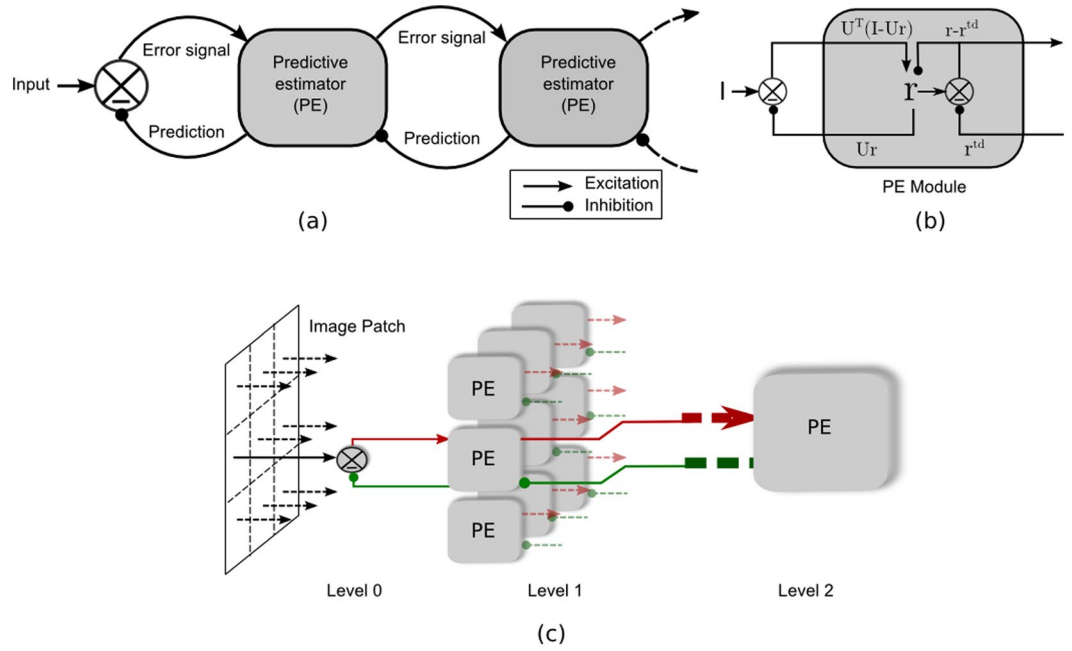 Input
Error signal
Prediction
Predictive
estimator
(PE)
Error signal
Prediction
Predictive
estimator
(PE)
Excitation
Inhibition
(a)
I
U^T(I-Ur)
r-r^td
r
Ur
r^td
PE Module
(b)
Image Patch
PE
PE
PE
PE
Level 0
Level 1
Level 2
(c)